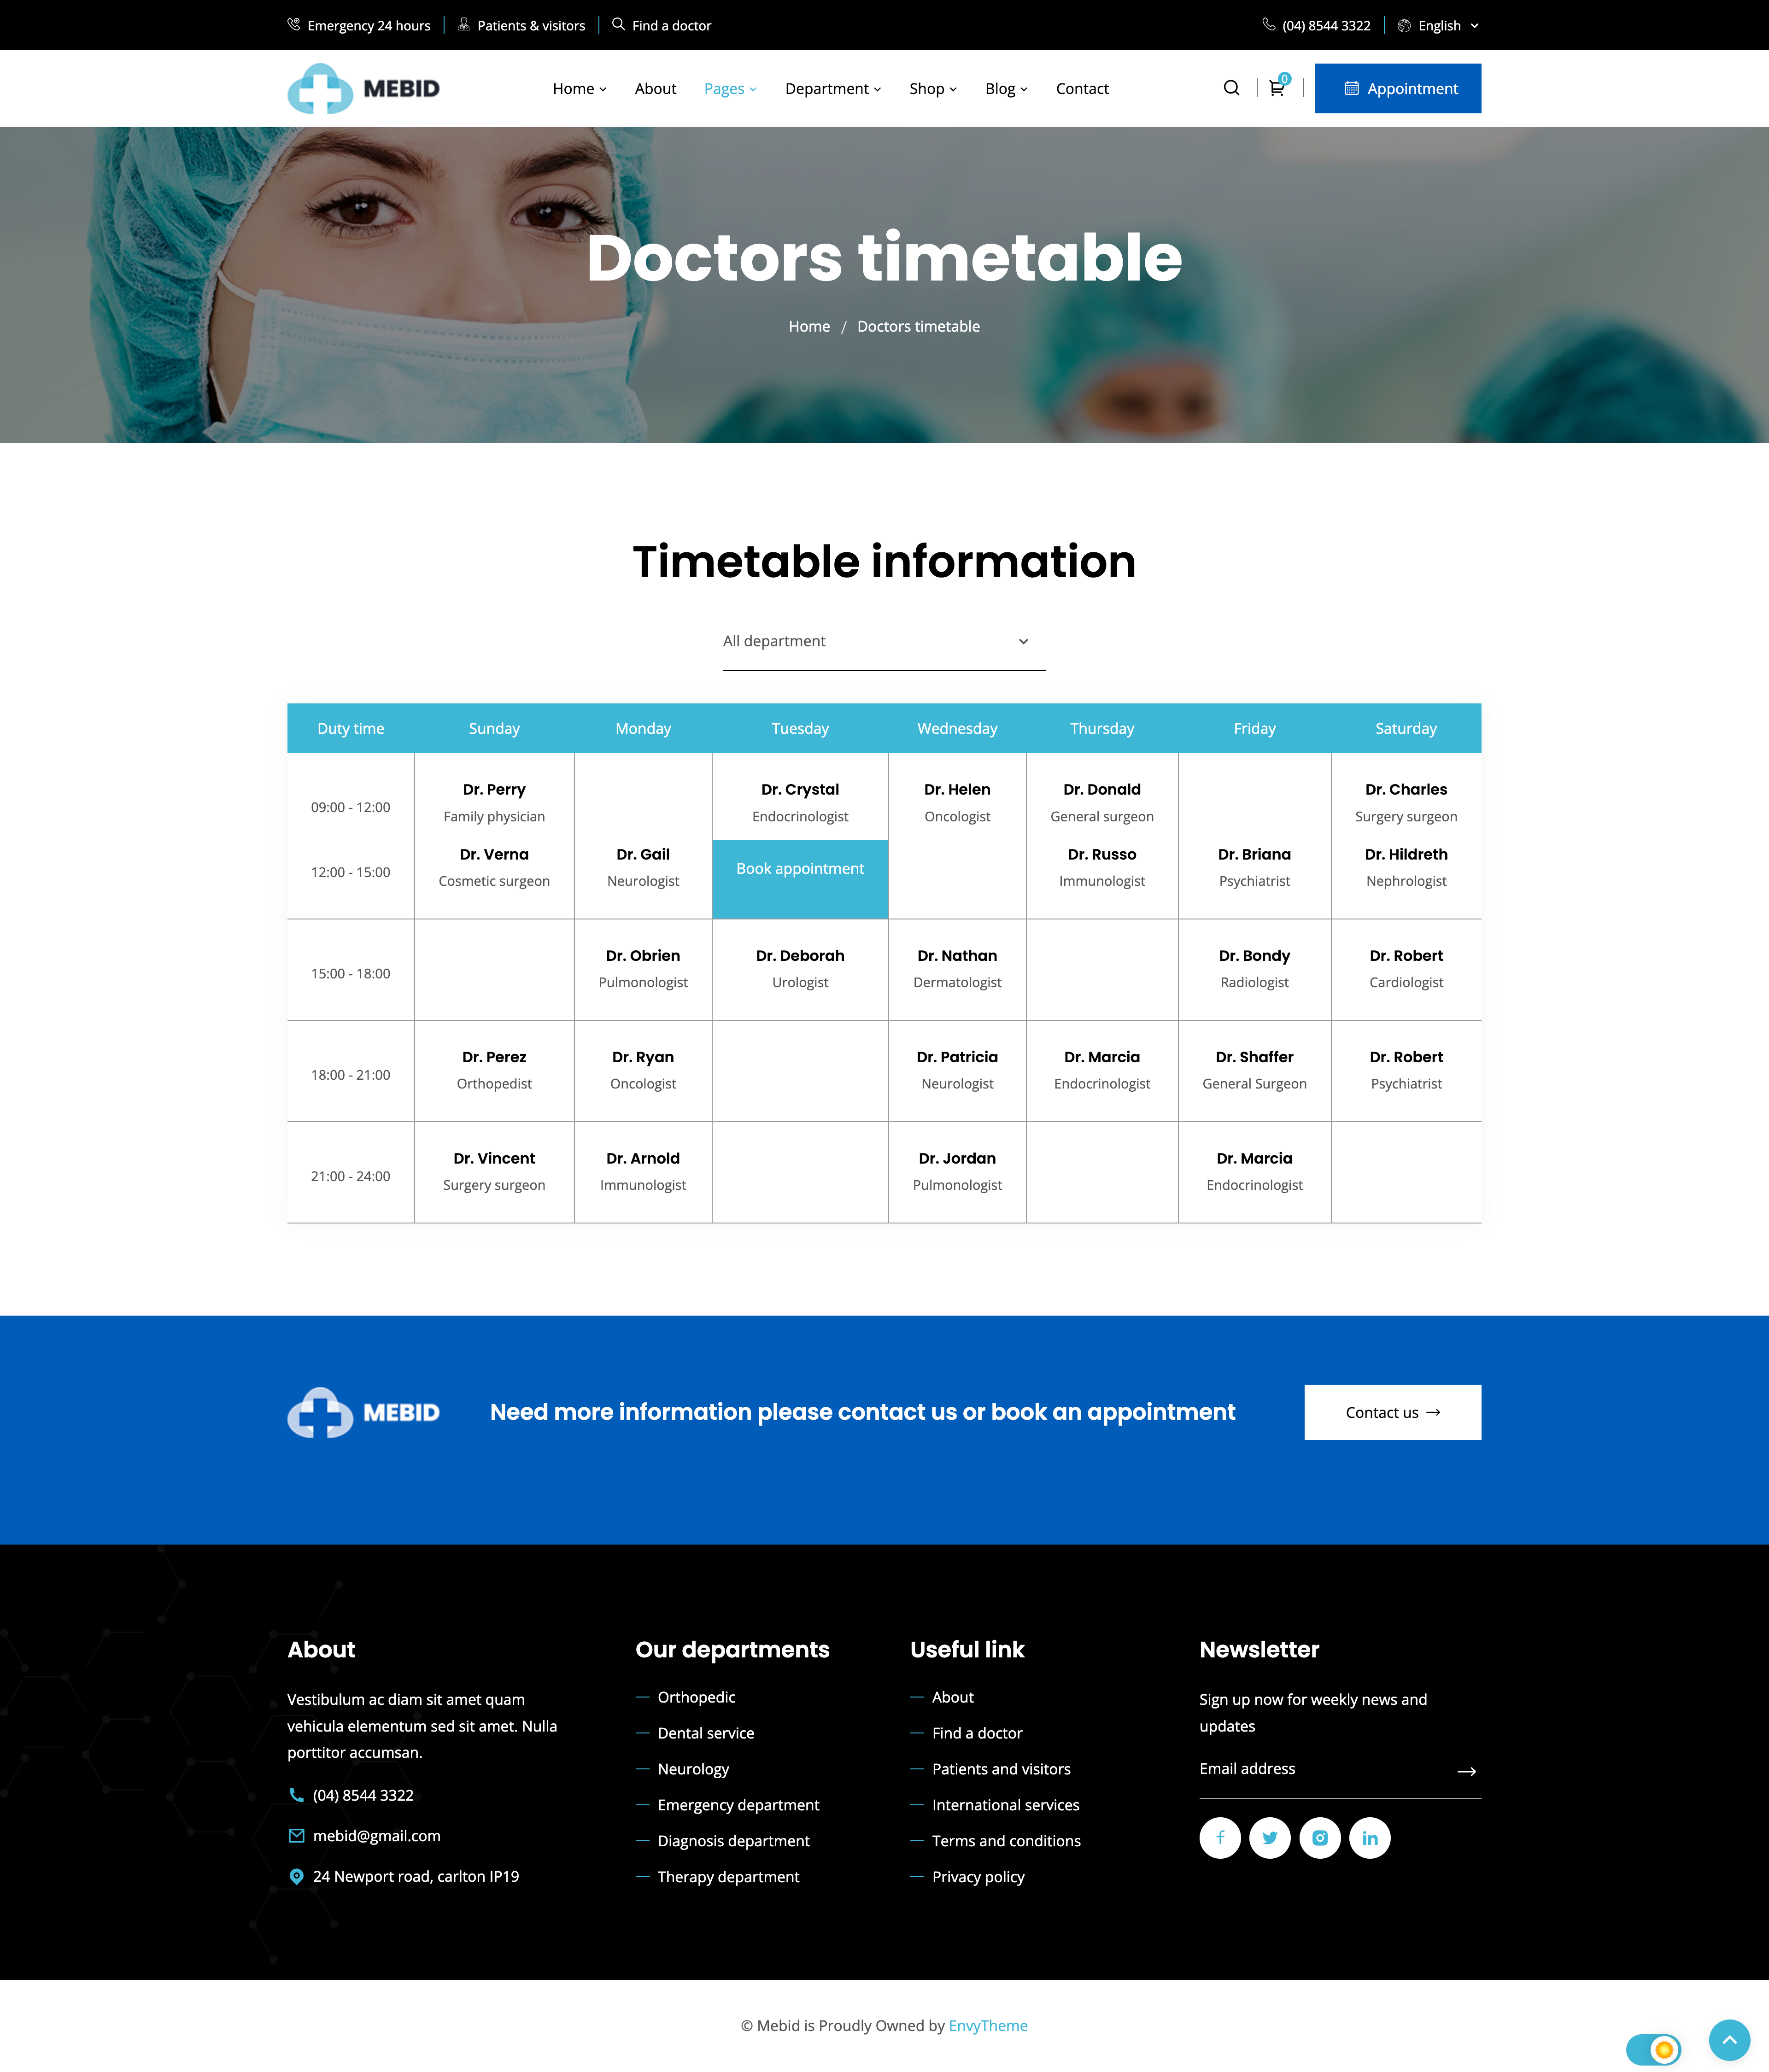 Emergency 24 hours
Patients & visitors
Find a doctor
(04) 8544 3322
English
MEBID
Home
About
Pages
Department
Shop
Blog
Contact
0
Appointment
Doctors timetable
Home / Doctors timetable
Timetable information
All department
Duty time Sunday Monday Tuesday Wednesday Thursday Friday Saturday
09:00 - 12:00
Dr. Perry
Family physician
Dr. Crystal
Endocrinologist
Dr. Helen
Oncologist
Dr. Donald
General surgeon
Dr. Charles
Surgery surgeon
12:00 - 15:00
Dr. Verna
Cosmetic surgeon
Dr. Gail
Neurologist
Book appointment
Dr. Russo
Immunologist
Dr. Briana
Psychiatrist
Dr. Hildreth
Nephrologist
15:00 - 18:00
Dr. Obrien
Pulmonologist
Dr. Deborah
Urologist
Dr. Nathan
Dermatologist
Dr. Bondy
Radiologist
Dr. Robert
Cardiologist
18:00 - 21:00
Dr. Perez
Orthopedist
Dr. Ryan
Oncologist
Dr. Patricia
Neurologist
Dr. Marcia
Endocrinologist
Dr. Shaffer
General Surgeon
Dr. Robert
Psychiatrist
21:00 - 24:00
Dr. Vincent
Surgery surgeon
Dr. Arnold
Immunologist
Dr. Jordan
Pulmonologist
Dr. Marcia
Endocrinologist
MEBID
Need more information please contact us or book an appointment
Contact us
About
Vestibulum ac diam sit amet quam
vehicula elementum sed sit amet. Nulla
porttitor accumsan.
(04) 8544 3322
mebid@gmail.com
24 Newport road, carlton IP19
Our departments
Orthopedic
Dental service
Neurology
Emergency department
Diagnosis department
Therapy department
Useful link
About
Find a doctor
Patients and visitors
International services
Terms and conditions
Privacy policy
Newsletter
Sign up now for weekly news and
updates
Email address
© Mebid is Proudly Owned by EnvyTheme